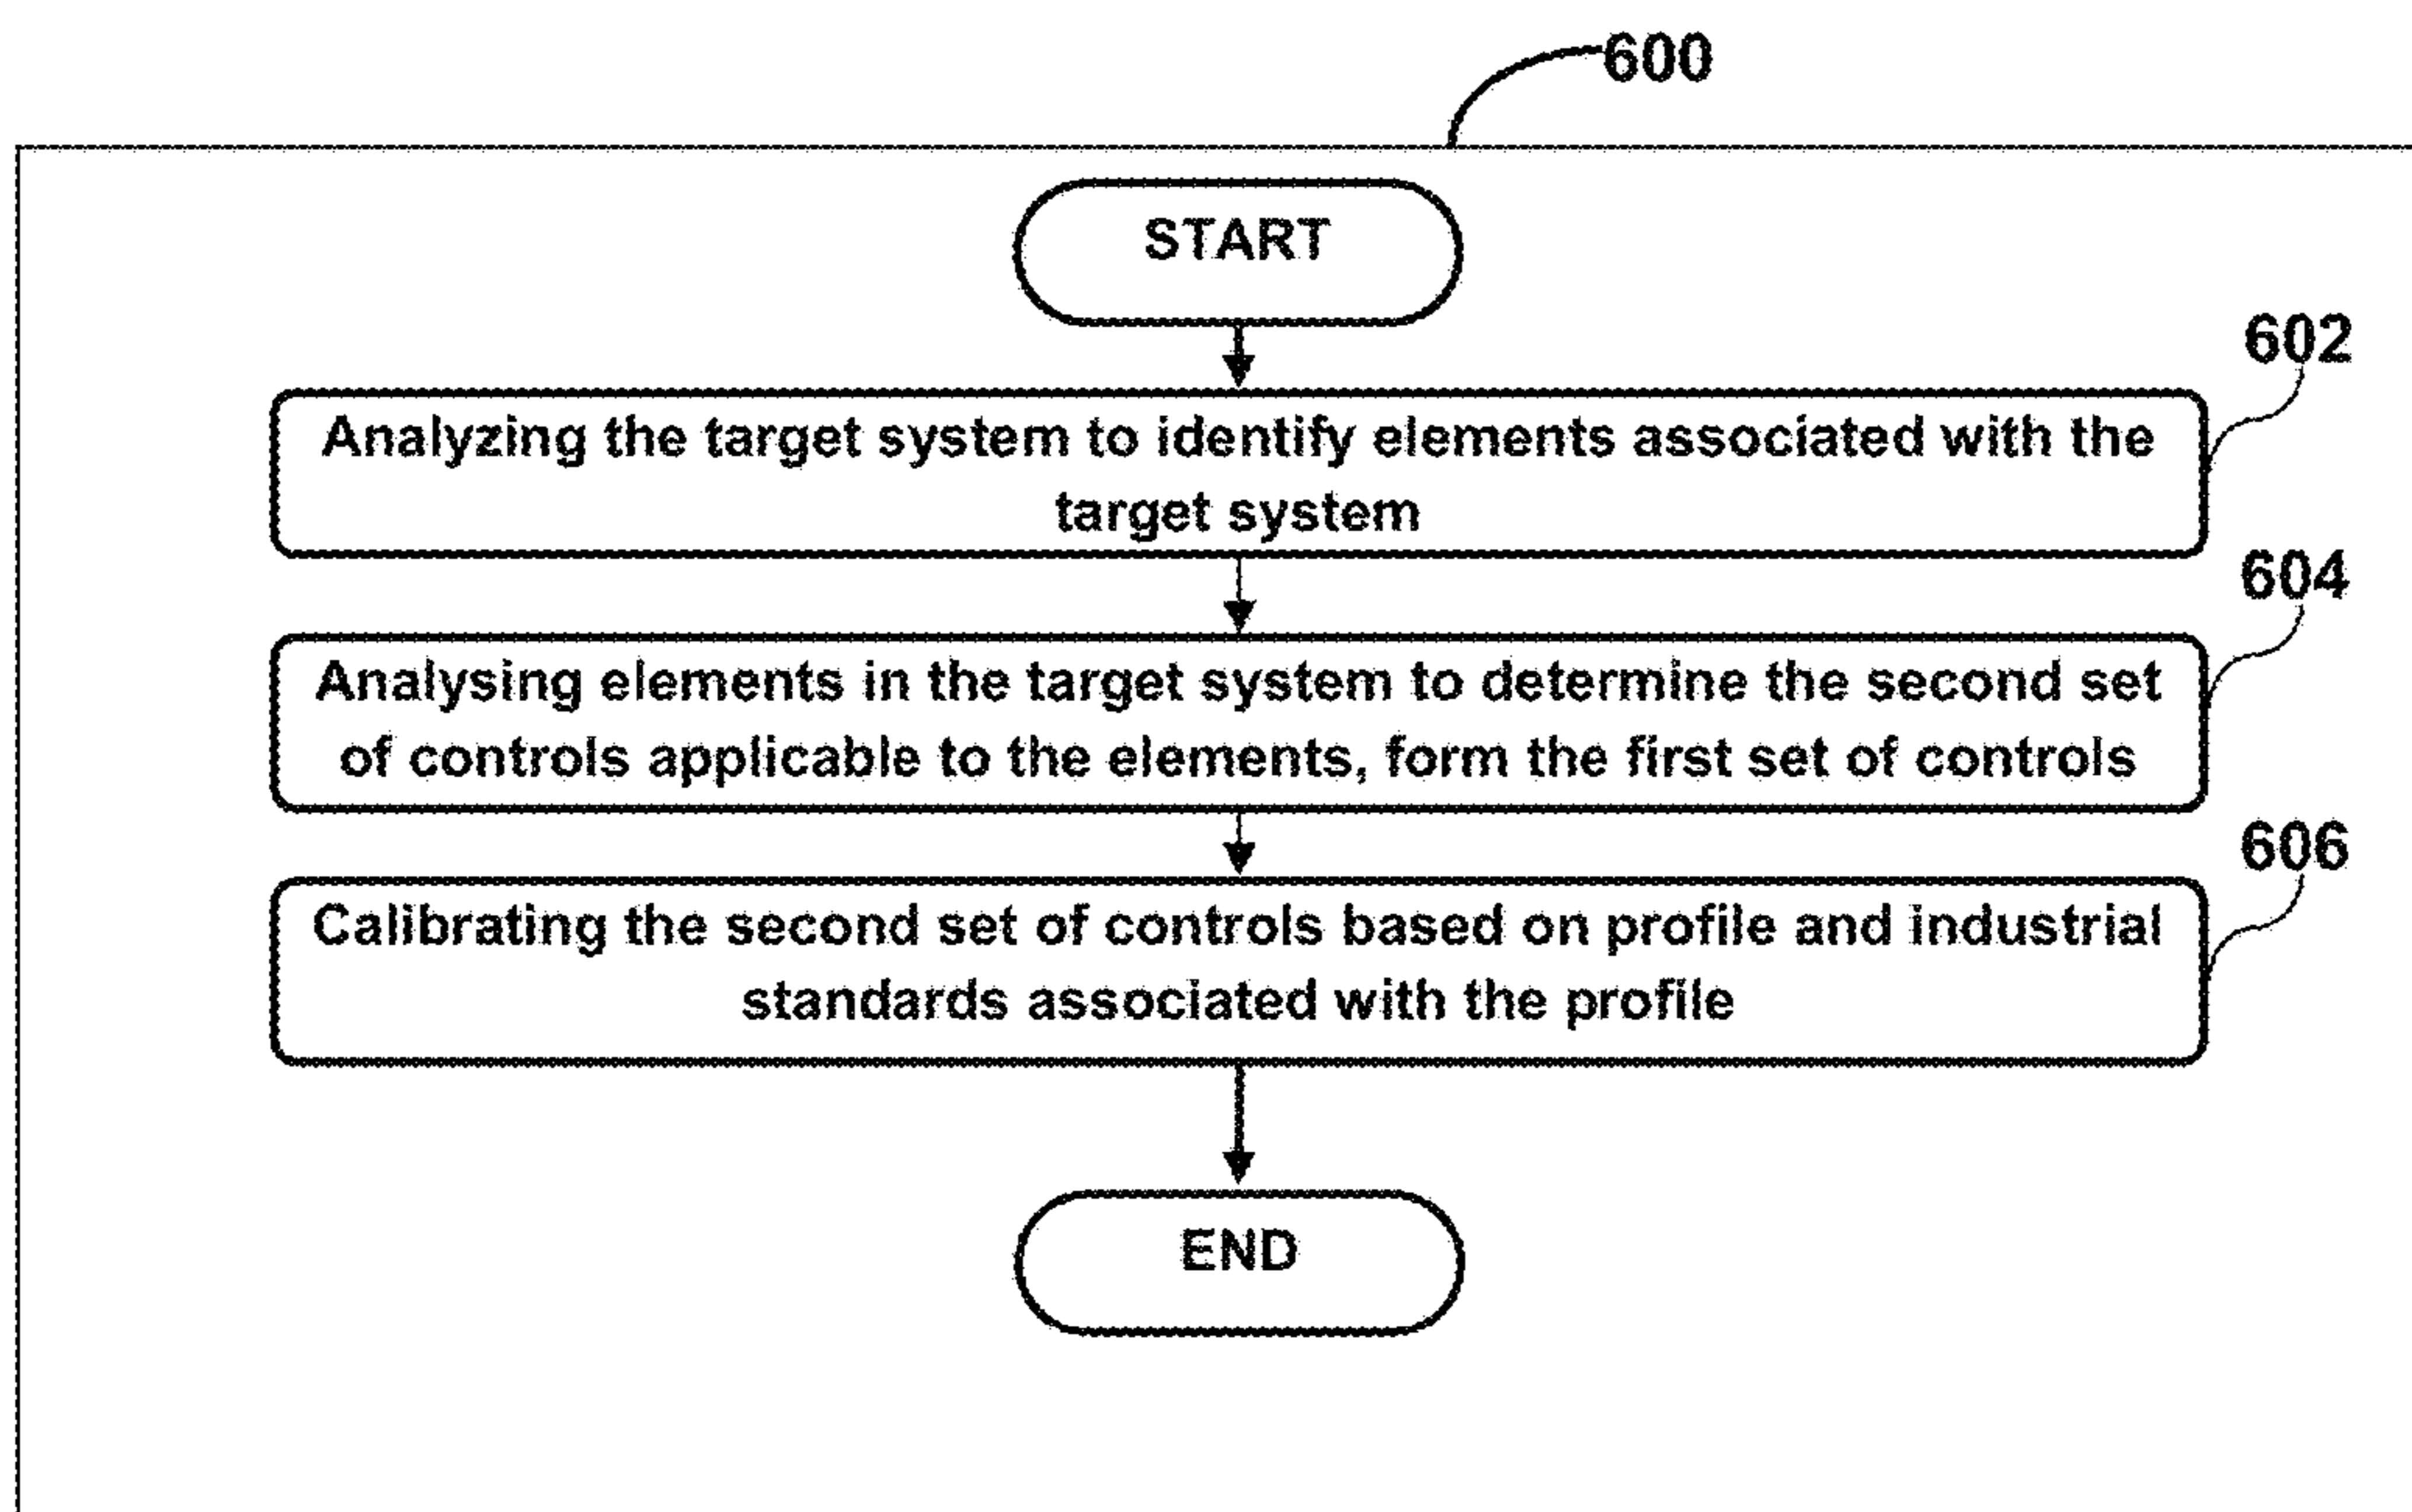 600
START
602
Analyzing the target system to identify elements associated with the
target system
604
Analysing elements in the target system to determine the second set
of controls applicable to the elements, form the first set of controls
606
Calibrating the second set of controls based on profile and industrial
standards associated with the profile
END